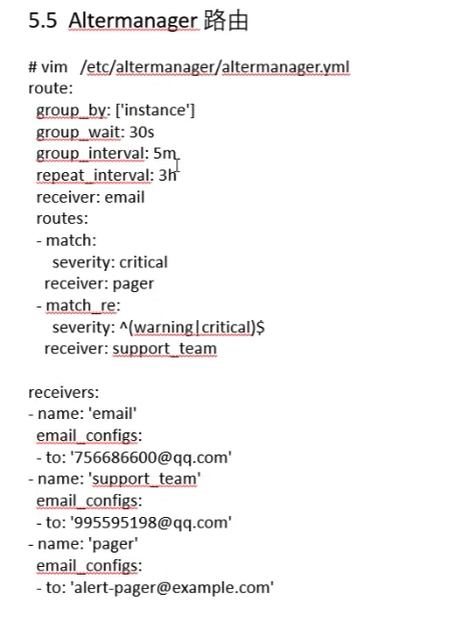 5.5 Altermanager 路由
# vim /etc/altermanager/altermanager.yml
route:
group_by: ['instance']
group_wait: 30s
group_interval: 5m
repeat_interval: 3h
receiver: email
routes:
- match:
severity: critical
receiver: pager
- match_re:
severity: ^(warning|critical)$
receiver: support_team
receivers:
- name: 'email'
email_configs:
- to: '756686600@qq.com'
- name: 'support_team'
email_configs:
- to: '995595198@qq.com'
- name: 'pager'
email_configs:
- to: 'alert-pager@example.com'